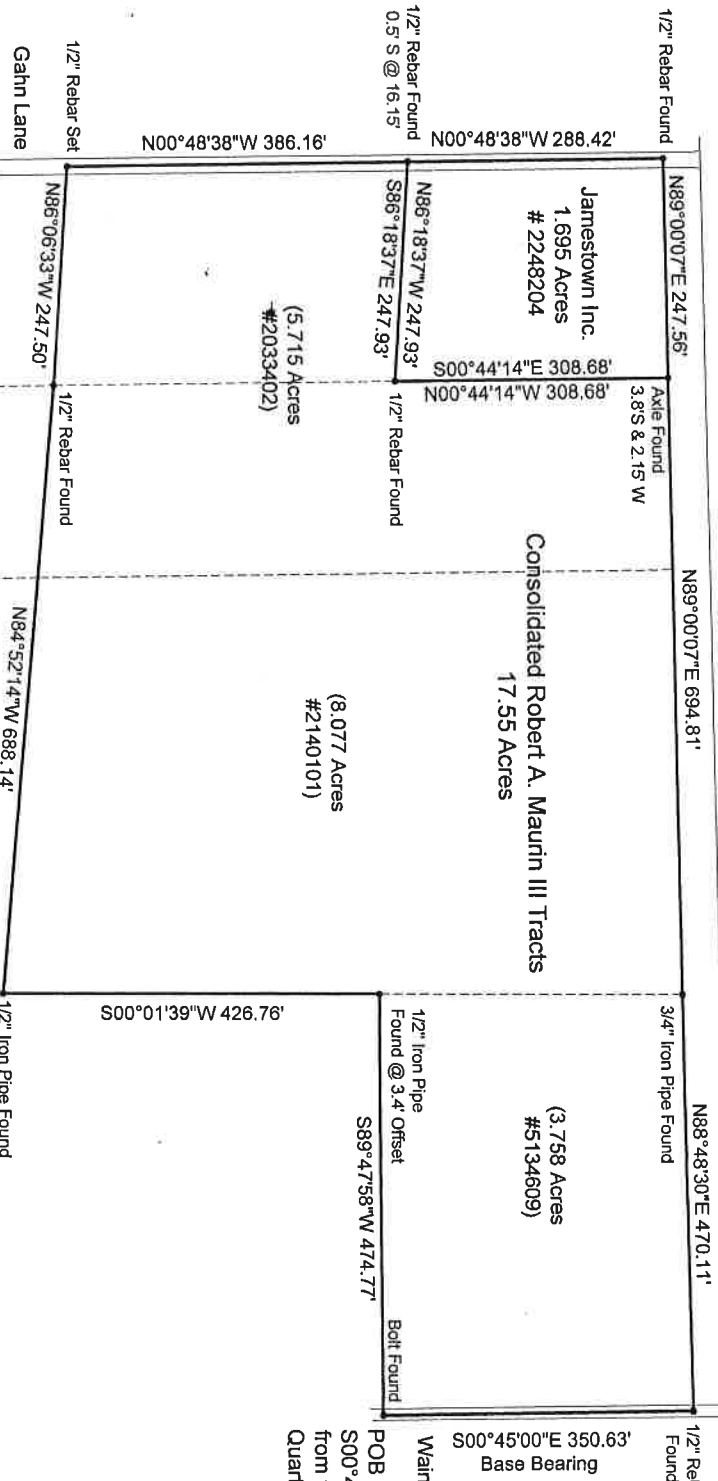 1/2" Rebar Found
N89°00'07"E 247.56'
N00°48'38"W 288.42'
Jamestown Inc.
1.695 Acres
# 2248204
S00°44'14"E 308.68'
N00°44'14"W 308.68'
Axle Found
3.8'S & 2.15' W
1/2" Rebar Found
0.5' S @ 16.15'
N86°18'37"W 247.93'
S86°18'37"E 247.93'
1/2" Rebar Found
N00°48'38"W 386.16'
(5.715 Acres
#2033402)
1/2" Rebar Set
Gahn Lane
N86°06'33"W 247.50'
1/2" Rebar Found
N89°00'07"E 694.81'
Consolidated Robert A. Maurin III Tracts
17.55 Acres
(8.077 Acres
#2140101)
N84°52'14"W 688.14'
3/4" Iron Pipe Found
N88°48'30"E 470.11'
(3.758 Acres
#5134609)
1/2" Iron Pipe
Found @ 3.4' Offset
S00°01'39"W 426.76'
1/2" Iron Pipe Found
S89°47'58"W 474.77'
Bolt Found
1/2"
Found
S00°45'00"E 350.63'
Base Bearing
POB
from